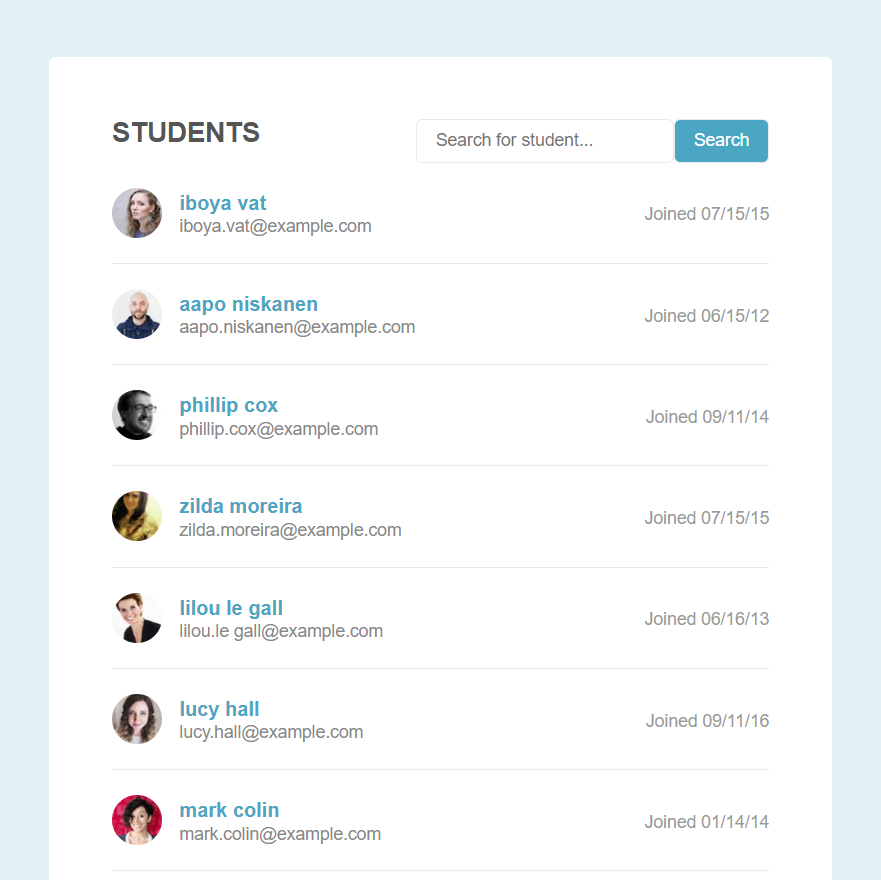 STUDENTS
Search for student...
Search
iboya vat
iboya.vat@example.com
Joined 07/15/15
aapo niskanen
aapo.niskanen@example.com
Joined 06/15/12
phillip cox
phillip.cox@example.com
Joined 09/11/14
zilda moreira
zilda.moreira@example.com
Joined 07/15/15
lilou le gall
lilou.le gall@example.com
Joined 06/16/13
lucy hall
lucy.hall@example.com
Joined 09/11/16
mark colin
mark.colin@example.com
Joined 01/14/14